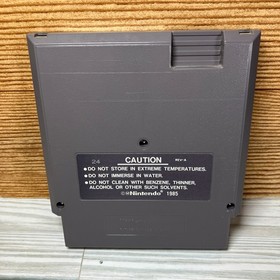 24 CAUTION REV-A
•DO NOT STORE IN EXTREME TEMPERATURES.
•DO NOT IMMERSE IN WATER.
•DO NOT CLEAN WITH BENZENE, THINNER,
ALCOHOL OR OTHER SUCH SOLVENTS.
©®Nintendo® 1985